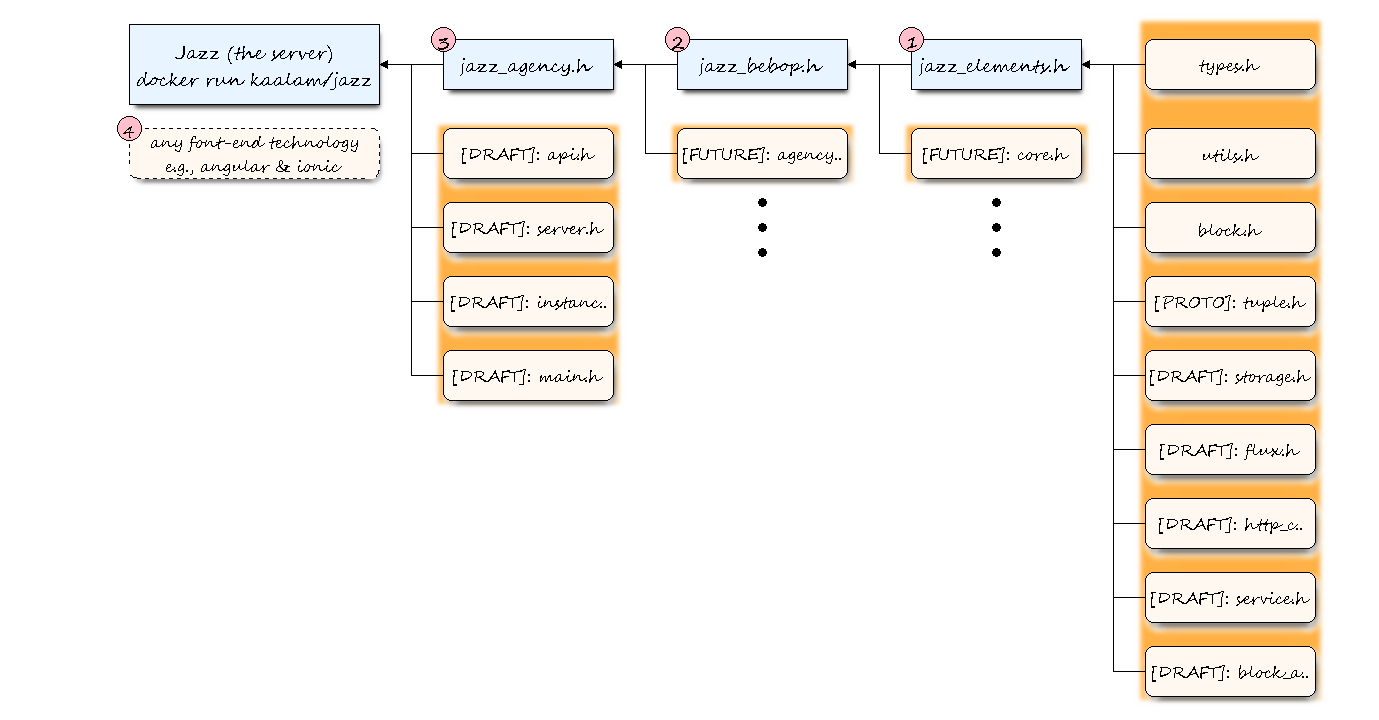 Jazz (the server)
docker run kaalam/jazz
4
any font-end technology
e.g., angular & ionic
3
jazz_agency.h
[DRAFT]: api.h
[DRAFT]: server.h
[DRAFT]: instanc..
[DRAFT]: main.h
2
jazz_bebop.h
[FUTURE]: agency..
1
jazz_elements.h
[FUTURE]: core.h
types.h
utils.h
block.h
[PROTO]: tuple.h
[DRAFT]: storage.h
[DRAFT]: flux.h
[DRAFT]: http_c..
[DRAFT]: service.h
[DRAFT]: block_a..